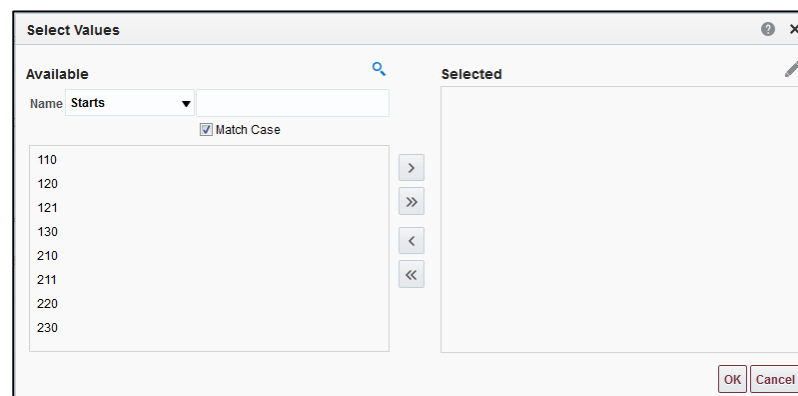 Select Values
Available
Selected
Name Starts
Match Case
110
120
121
130
210
211
220
230
OK Cancel